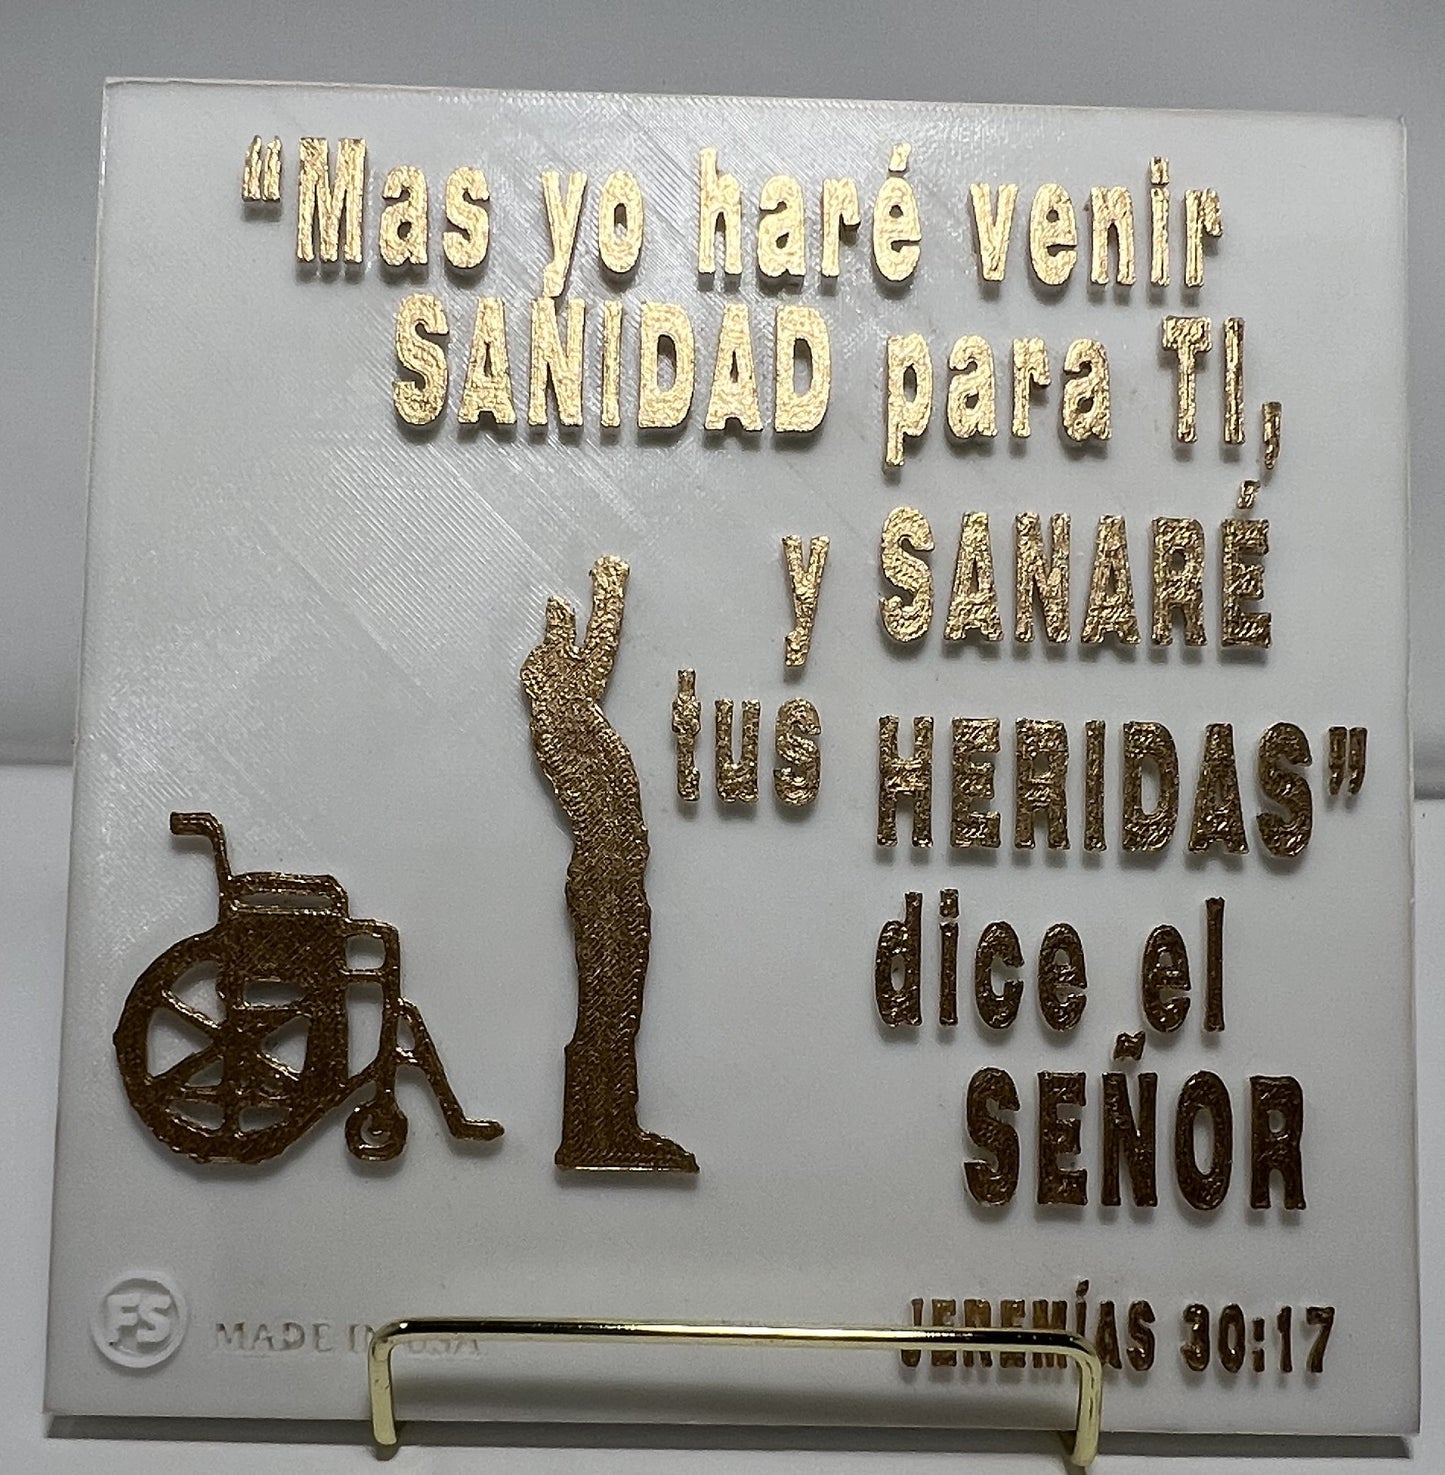 “Mas yo haré venir
SANIDAD para TI,
y SANARÉ
tus HERIDAS”
dice el
SEÑOR
JEREMÍAS 30:17
FS
MADE IN USA